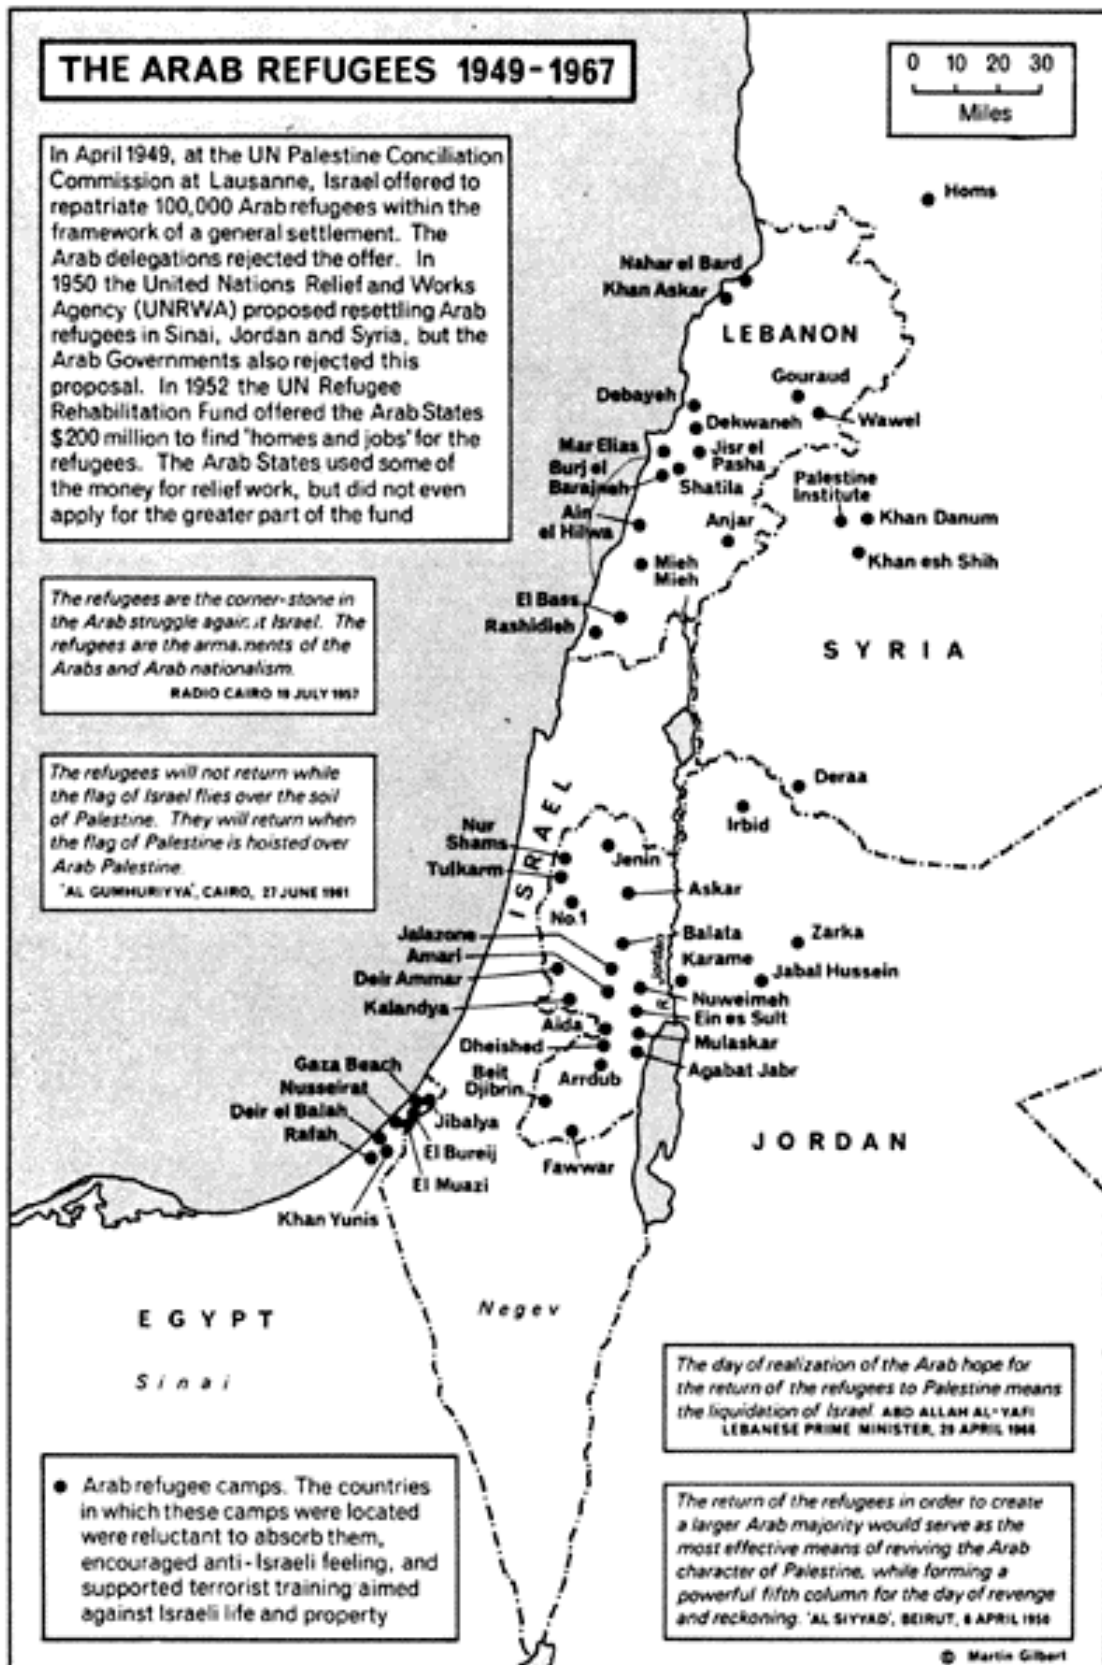 THE ARAB REFUGEES 1949-1967
0 10 20 30
Miles
In April 1949, at the UN Palestine Conciliation
Commission at Lausanne, Israel offered to
repatriate 100,000 Arab refugees within the
framework of a general settlement. The
Arab delegations rejected the offer. In
1950 the United Nations Relief and Works
Agency (UNRWA) proposed resettling Arab
refugees in Sinai, Jordan and Syria, but the
Arab Governments also rejected this
proposal. In 1952 the UN Refugee
Rehabilitation Fund offered the Arab States
$200 million to find "homes and jobs" for the
refugees. The Arab States used some of
the money for relief work, but did not even
apply for the greater part of the fund
The refugees are the corner-stone in
the Arab struggle against Israel. The
refugees are the armaments of the
Arabs and Arab nationalism.
RADIO CAIRO 19 JULY 1957
The refugees will not return while
the flag of Israel flies over the soil
of Palestine. They will return when
the flag of Palestine is hoisted over
Arab Palestine.
'AL GUMHURIYYA', CAIRO, 27 JUNE 1961
Homs
Nahar el Bard
Khan Askar
LEBANON
Gouraud
Debayeh
Wawel
Dekwaneh
Mar Elias
Jisr el
Pasha
Burj el
Barajneh
Shatila
Palestine
Institute
Ain
el Hilwa
Anjar
Khan Danum
Khan esh Shih
Mieh
Mieh
El Bass
Rashidieh
SYRIA
Deraa
Irbid
ISRAEL
Nur
Shams
Jenin
Tulkarm
Askar
No.1
Jalazone
Balata
Zarka
Amari
Jordan
R.
Karame
Deir Ammar
Jabal Hussein
Kalandya
Nuweimeh
Ein es Sult
Aida
Mulaskar
Dheished
Agabat Jabr
Gaza Beach
Beit
Djibrin
Arrdub
Nusseirat
Deir el Balah
Jibalya
Rafah
El Bureij
Fawwar
JORDAN
El Muazi
Khan Yunis
EGYPT
Negev
Sinai
The day of realization of the Arab hope for
the return of the refugees to Palestine means
the liquidation of Israel. ABD ALLAH AL-YAFI
LEBANESE PRIME MINISTER, 29 APRIL 1966
Arab refugee camps. The countries
in which these camps were located
were reluctant to absorb them,
encouraged anti-Israeli feeling, and
supported terrorist training aimed
against Israeli life and property
The return of the refugees in order to create
a larger Arab majority would serve as the
most effective means of reviving the Arab
character of Palestine, while forming a
powerful fifth column for the day of revenge
and reckoning. 'AL SIYYAD', BEIRUT, 6 APRIL 1950
© Martin Gilbert